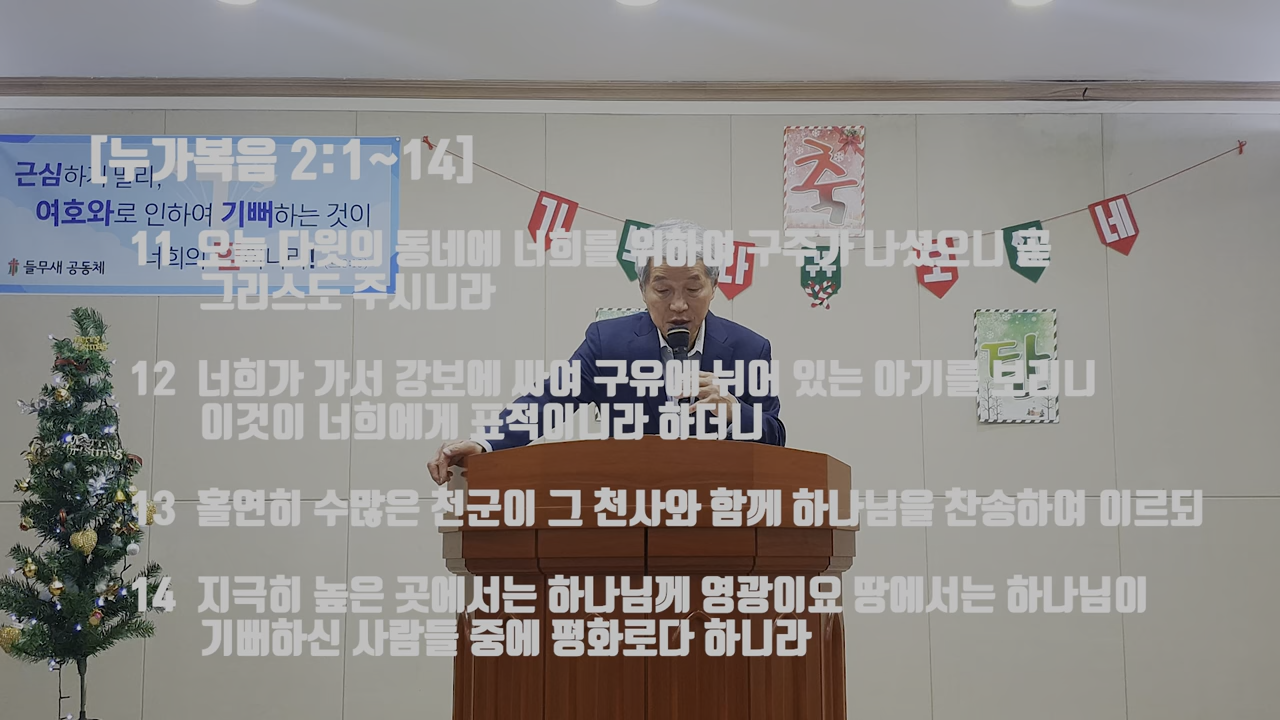 [누가복음 2:1~14]
근심하지 말라,
여호와로 인하여 기뻐하는 것이
너희의
들무새 공동체
축
성
탄
네
11 오늘 다윗의 동네에 너희를 위하여 구주가 나셨으니 곧
그리스도 주시니라
12 너희가 가서 강보에 싸여 구유에 뉘어 있는 아기를 보리니
이것이 너희에게 표적이니라 하더니
13 홀연히 수많은 천군이 그 천사와 함께 하나님을 찬송하여 이르되
14 지극히 높은 곳에서는 하나님께 영광이요 땅에서는 하나님이
기뻐하신 사람들 중에 평화로다 하니라